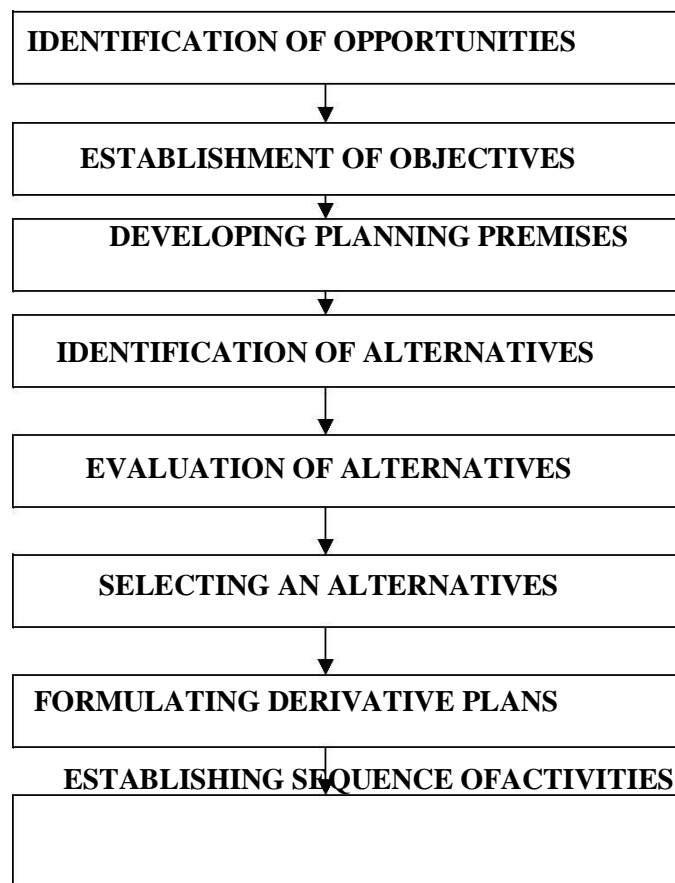 IDENTIFICATION OF OPPORTUNITIES
ESTABLISHMENT OF OBJECTIVES
DEVELOPING PLANNING PREMISES
IDENTIFICATION OF ALTERNATIVES
EVALUATION OF ALTERNATIVES
SELECTING AN ALTERNATIVES
FORMULATING DERIVATIVE PLANS
ESTABLISHING SEQUENCE OFACTIVITIES